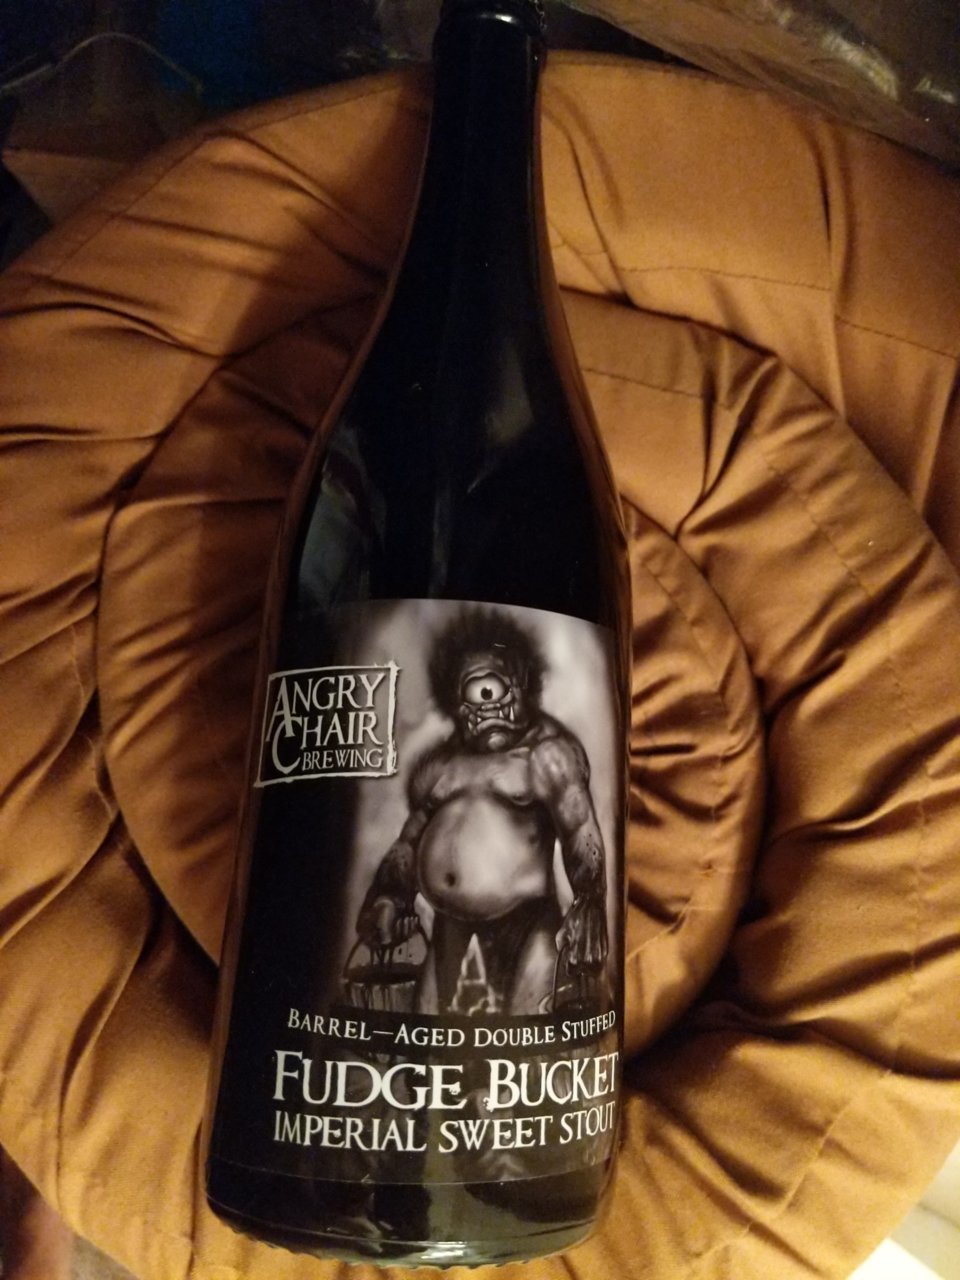 ANGRY
CHAIR
BREWING
BARREL—AGED DOUBLE STUFFED
FUDGE BUCKET
IMPERIAL SWEET STOUT